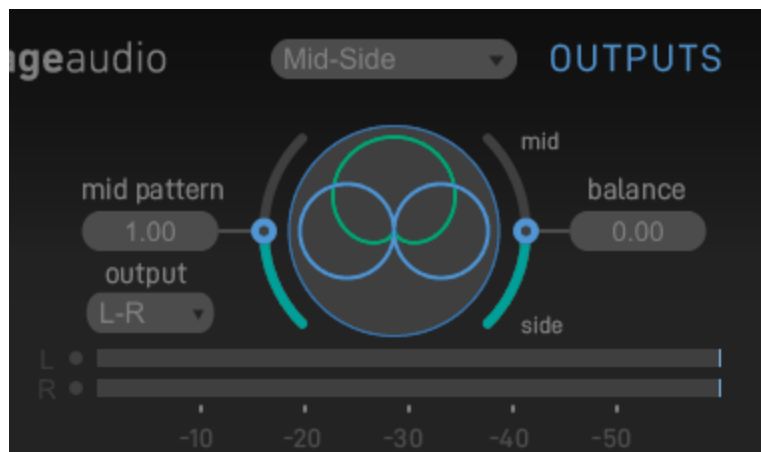 ageaudio
Mid-Side
OUTPUTS
mid
mid pattern
balance
1.00
0.00
output
L-R
side
L
R
-10 -20 -30 -40 -50